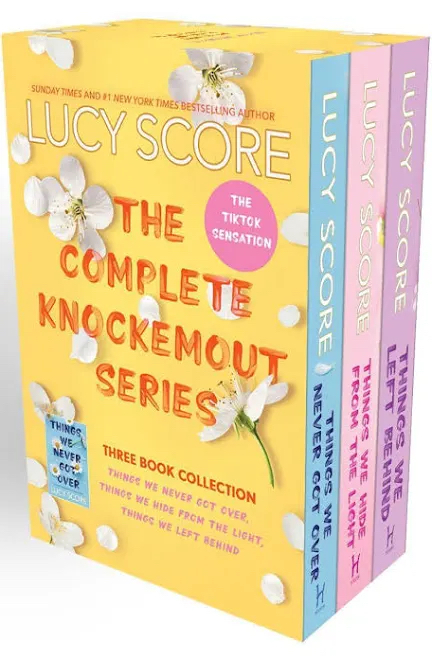 SUNDAY TIMES AND #1 NEW YORK TIMES BESTSELLING AUTHOR
LUCY SCORE
THE
TIKTOK
SENSATION
THE
COMPLETE
KNOCKEMOUT
SERIES
THINGS
WE
NEVER
GOT
OVER
LUCY SCORE
THREE BOOK COLLECTION
THINGS WE NEVER GOT OVER,
THINGS WE HIDE FROM THE LIGHT,
THINGS WE LEFT BEHIND
LUCY SCORE
THINGS WE
NEVER GOT OVER
LUCY SCORE
THINGS WE HIDE
FROM THE LIGHT
LUCY SCORE
THINGS WE
LEFT BEHIND